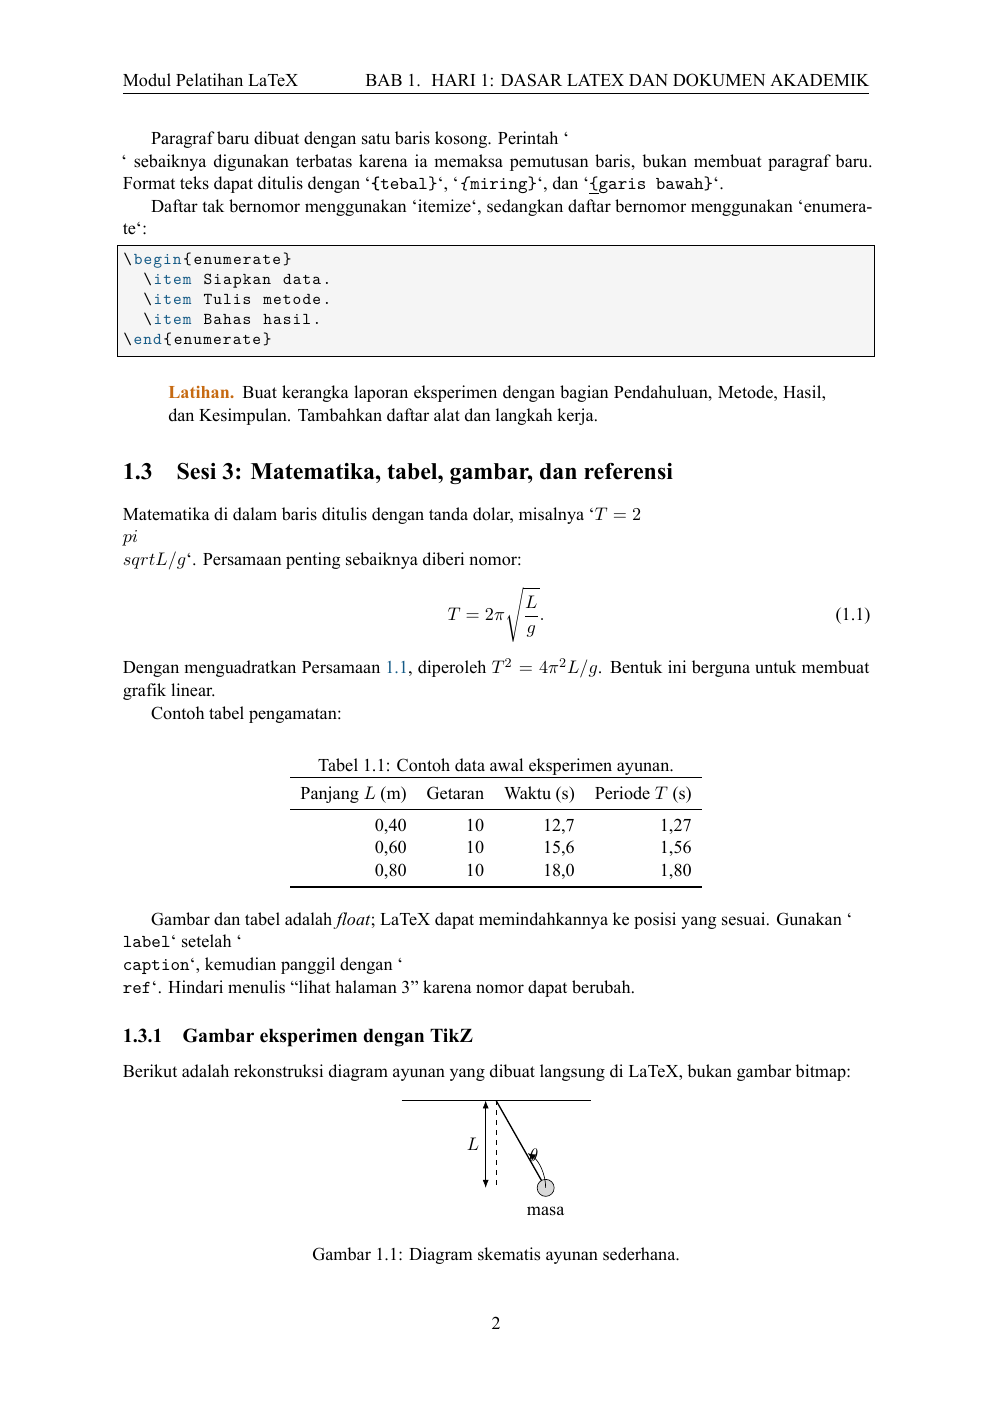 Modul Pelatihan LaTeX BAB 1. HARI 1: DASAR LATEX DAN DOKUMEN AKADEMIK
Paragraf baru dibuat dengan satu baris kosong. Perintah ‘
‘ sebaiknya digunakan terbatas karena ia memaksa pemutusan baris, bukan membuat paragraf baru.
Format teks dapat ditulis dengan ‘{tebal}‘, ‘{miring}‘, dan ‘{garis bawah}‘.
Daftar tak bernomor menggunakan ‘itemize‘, sedangkan daftar bernomor menggunakan ‘enumera-
te‘:
\begin{enumerate}
\item Siapkan data.
\item Tulis metode.
\item Bahas hasil.
\end{enumerate}
Latihan. Buat kerangka laporan eksperimen dengan bagian Pendahuluan, Metode, Hasil,
dan Kesimpulan. Tambahkan daftar alat dan langkah kerja.
1.3 Sesi 3: Matematika, tabel, gambar, dan referensi
Matematika di dalam baris ditulis dengan tanda dolar, misalnya ‘T = 2
pi
sqrtL/g‘. Persamaan penting sebaiknya diberi nomor:
T = 2π√(L/g). (1.1)
Dengan menguadratkan Persamaan 1.1, diperoleh T² = 4π²L/g. Bentuk ini berguna untuk membuat
grafik linear.
Contoh tabel pengamatan:
Tabel 1.1: Contoh data awal eksperimen ayunan.
Panjang L (m) Getaran Waktu (s) Periode T (s)
0,40 10 12,7 1,27
0,60 10 15,6 1,56
0,80 10 18,0 1,80
Gambar dan tabel adalah float; LaTeX dapat memindahkannya ke posisi yang sesuai. Gunakan ‘
label‘ setelah ‘
caption‘, kemudian panggil dengan ‘
ref‘. Hindari menulis “lihat halaman 3” karena nomor dapat berubah.
1.3.1 Gambar eksperimen dengan TikZ
Berikut adalah rekonstruksi diagram ayunan yang dibuat langsung di LaTeX, bukan gambar bitmap:
L
θ
masa
Gambar 1.1: Diagram skematis ayunan sederhana.
2